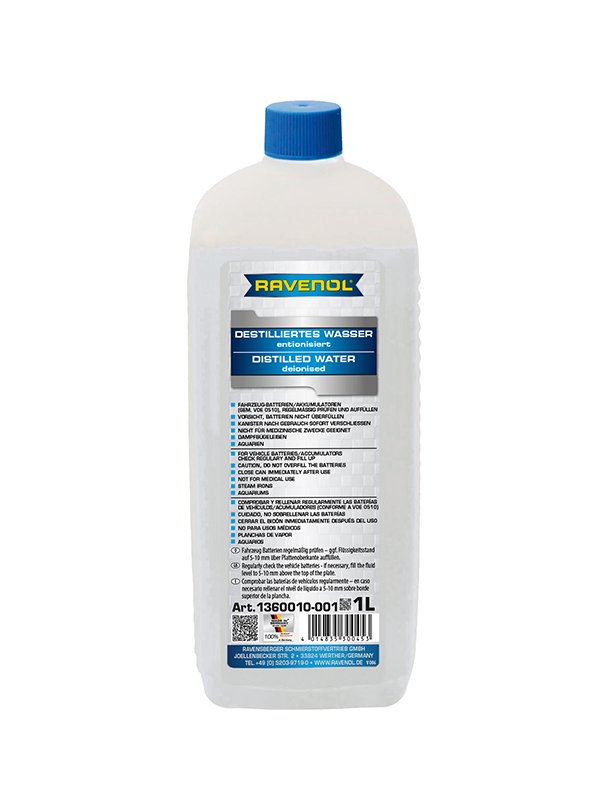 RAVENOL
DESTILLIERTES WASSER
entionisiert
DISTILLED WATER
deionised
FAHRZEUG-BATTERIEN/AKKUMULATOREN
(GEM. VDE 0510), REGELMÄSSIG PRÜFEN UND AUFFÜLLEN
VORSICHT, BATTERIEN NICHT ÜBERFÜLLEN
KANISTER NACH GEBRAUCH SOFORT VERSCHLIESSEN
NICHT FÜR MEDIZINISCHE ZWECKE GEEIGNET
DAMPFBÜGELEISEN
AQUARIEN
FOR VEHICLE BATTERIES/ACCUMULATORS
CHECK REGULARY AND FILL UP
CAUTION, DO NOT OVERFILL THE BATTERIES
CLOSE CAN IMMEDIATELY AFTER USE
NOT FOR MEDICAL USE
STEAM IRONS
AQUARIUMS
COMPROBAR Y RELLENAR REGULARMENTE LAS BATERÍAS
DE VEHÍCULOS/ACUMULADORES (CONFORME A VDE 0510)
CUIDADO, NO SOBRELLENAR LAS BATERÍAS
CERRAR EL BIDÓN INMEDIATAMENTE DESPUÉS DEL USO
NO PARA USOS MÉDICOS
PLANCHAS DE VAPOR
AQUARIOS
D Fahrzeug Batterien regelmäßig prüfen – ggf. Flüssigkeitsstand
auf 5-10 mm über Plattenoberkante auffüllen.
GB Regularly check the vehicle batteries - if necessary, fill the fluid
level to 5-10 mm above the top of the plate.
E Comprobar las baterías de vehículos regularmente – en caso
necesario rellenar el nivel de líquido a 5-10 mm sobre borde
superior de la plancha.
Art. 1360010-001 1L
100%
4 014835 300453
RAVENSBERGER SCHMIERSTOFFVERTRIEB GMBH
JOELLENBECKER STR. 2 • 33824 WERTHER/GERMANY
TEL +49 (0) 5203-9719-0 • WWW.RAVENOL.DE